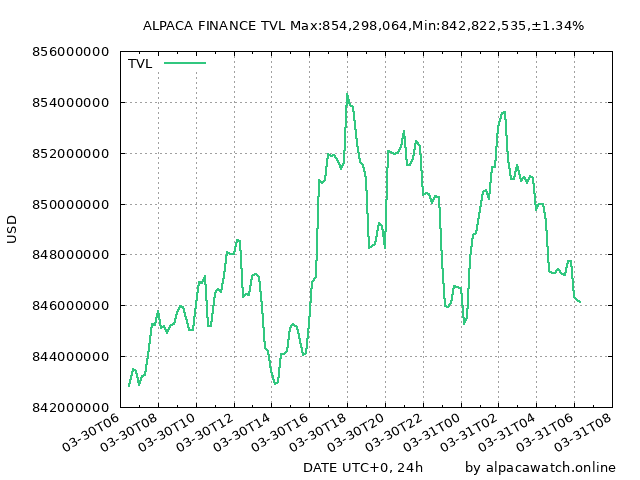 ALPACA FINANCE TVL Max:854,298,064,Min:842,822,535,±1.34%
TVL
856000000
854000000
852000000
850000000
848000000
846000000
844000000
842000000
USD
03-30T06
03-30T08
03-30T10
03-30T12
03-30T14
03-30T16
03-30T18
03-30T20
03-30T22
03-31T00
03-31T02
03-31T04
03-31T06
03-31T08
DATE UTC+0, 24h
by alpacawatch.online